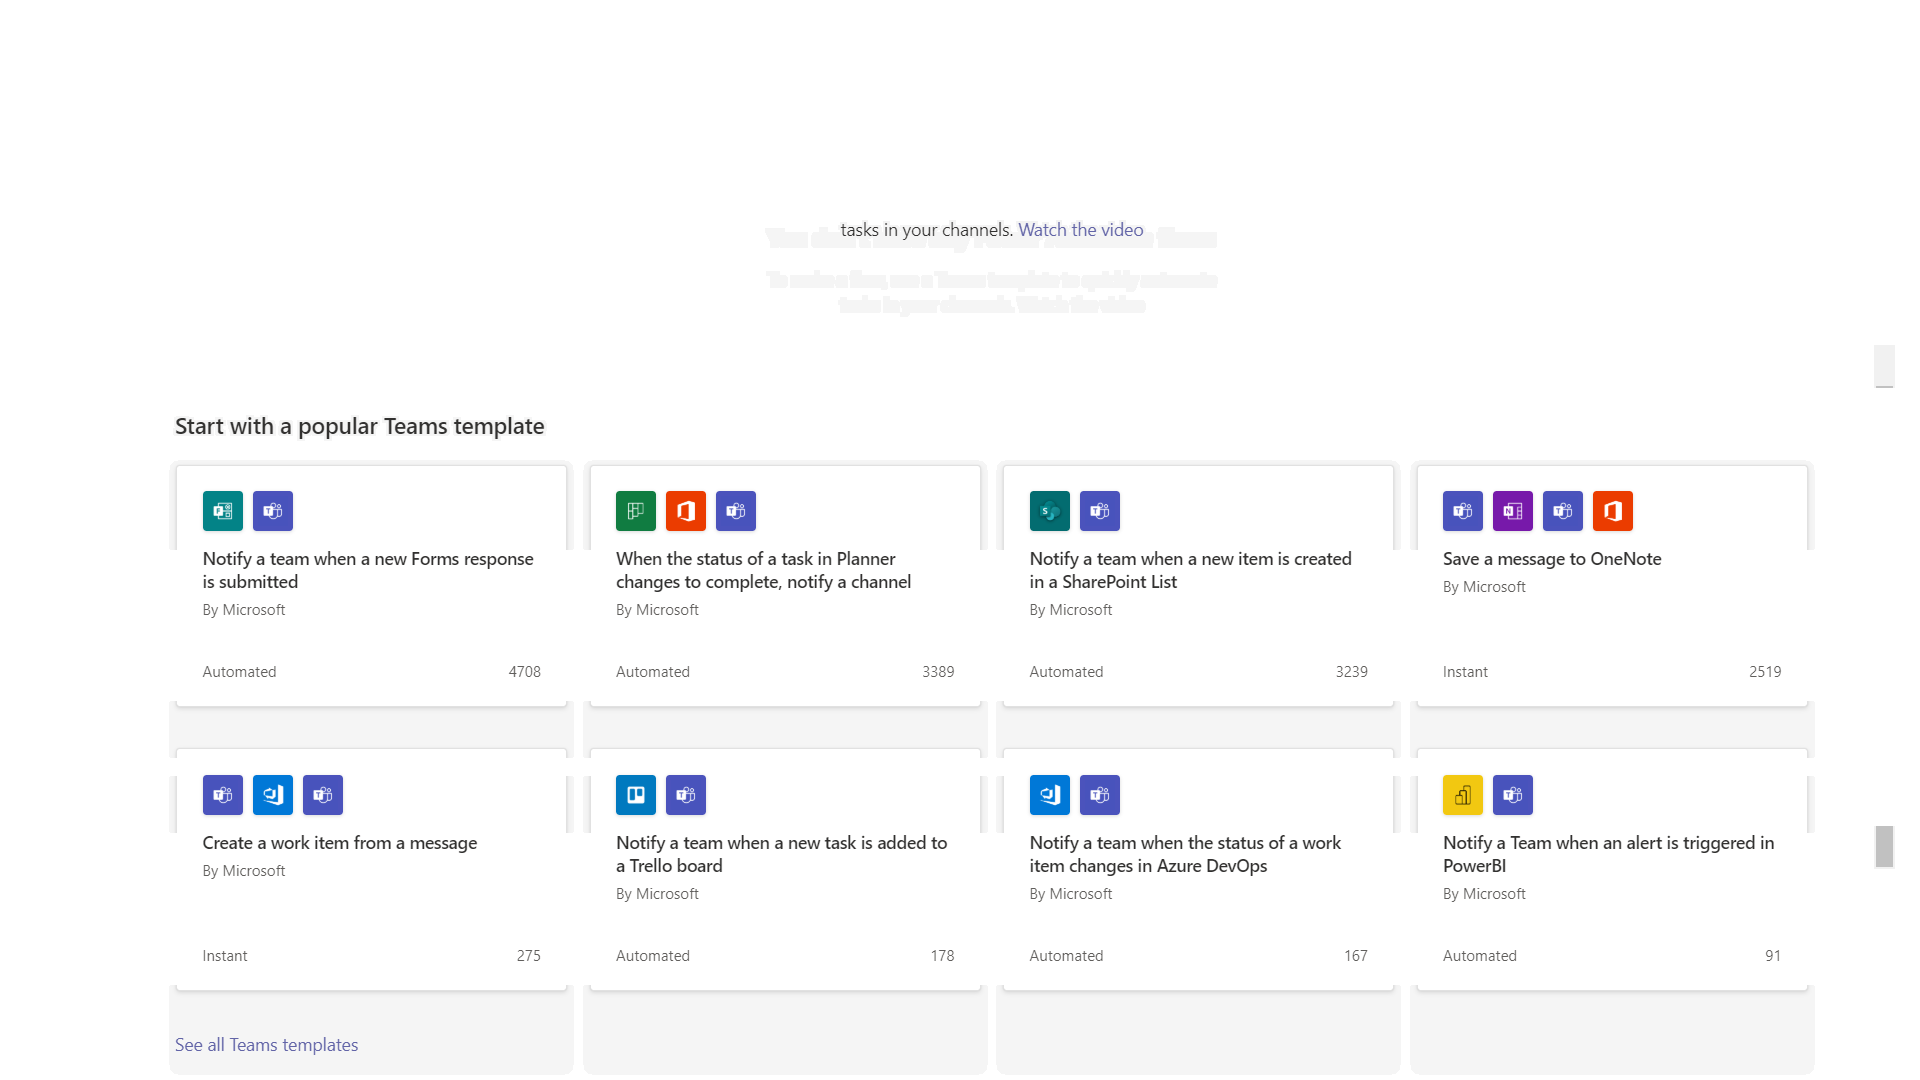 tasks in your channels. Watch the video
Start with a popular Teams template
Notify a team when a new Forms response
is submitted
By Microsoft
Automated 4708
When the status of a task in Planner
changes to complete, notify a channel
By Microsoft
Automated 3389
Notify a team when a new item is created
in a SharePoint List
By Microsoft
Automated 3239
Save a message to OneNote
By Microsoft
Instant 2519
Create a work item from a message
By Microsoft
Instant 275
Notify a team when a new task is added to
a Trello board
By Microsoft
Automated 178
Notify a team when the status of a work
item changes in Azure DevOps
By Microsoft
Automated 167
Notify a Team when an alert is triggered in
PowerBI
By Microsoft
Automated 91
See all Teams templates